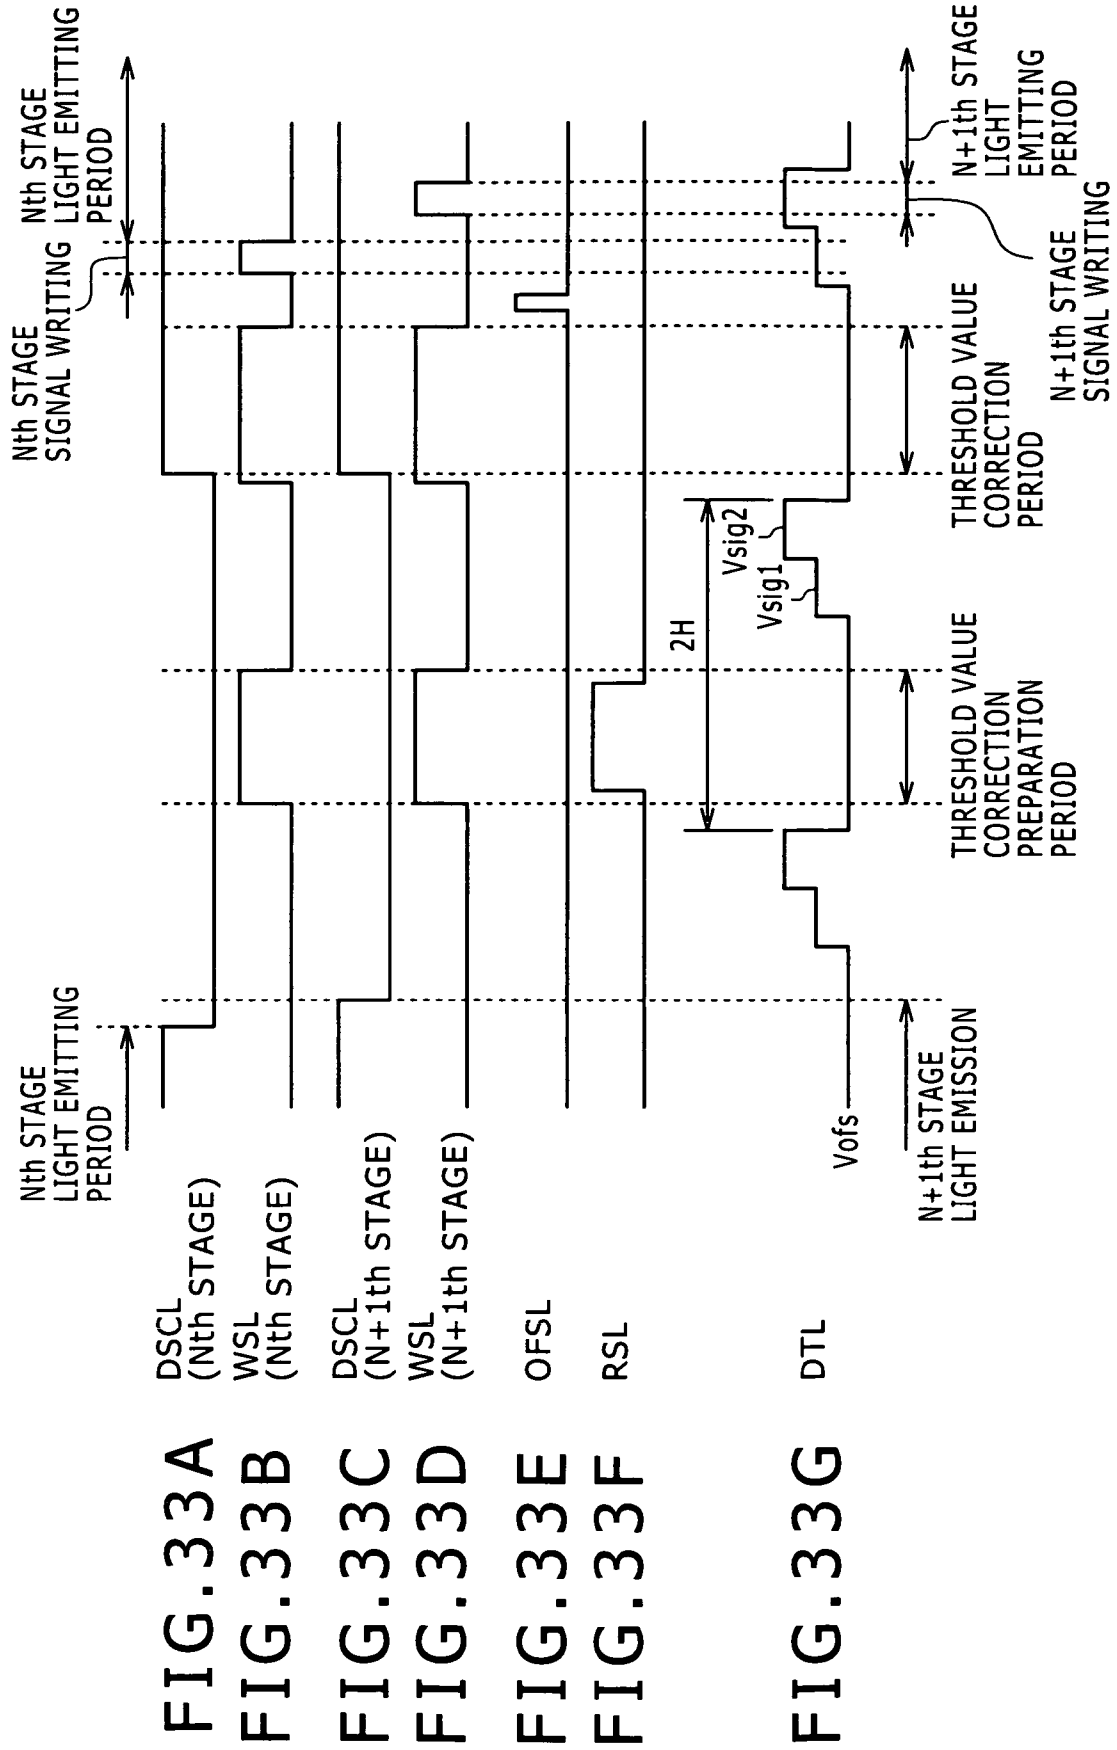 Nth STAGE
LIGHT EMITTING
PERIOD
Nth STAGE
SIGNAL WRITING
Nth STAGE
LIGHT EMITTING
PERIOD
FIG.33A
DSCL
(Nth STAGE)
FIG.33B
WSL
(Nth STAGE)
FIG.33C
DSCL
(N+1th STAGE)
FIG.33D
WSL
(N+1th STAGE)
FIG.33E
OFSL
FIG.33F
RSL
2H
Vsig2
Vsig1
FIG.33G
DTL
Vofs
N+1th STAGE
LIGHT EMISSION
THRESHOLD VALUE
CORRECTION
PREPARATION
PERIOD
THRESHOLD VALUE
CORRECTION
PERIOD
N+1th STAGE
LIGHT
EMITTING
PERIOD
N+1th STAGE
SIGNAL WRITING